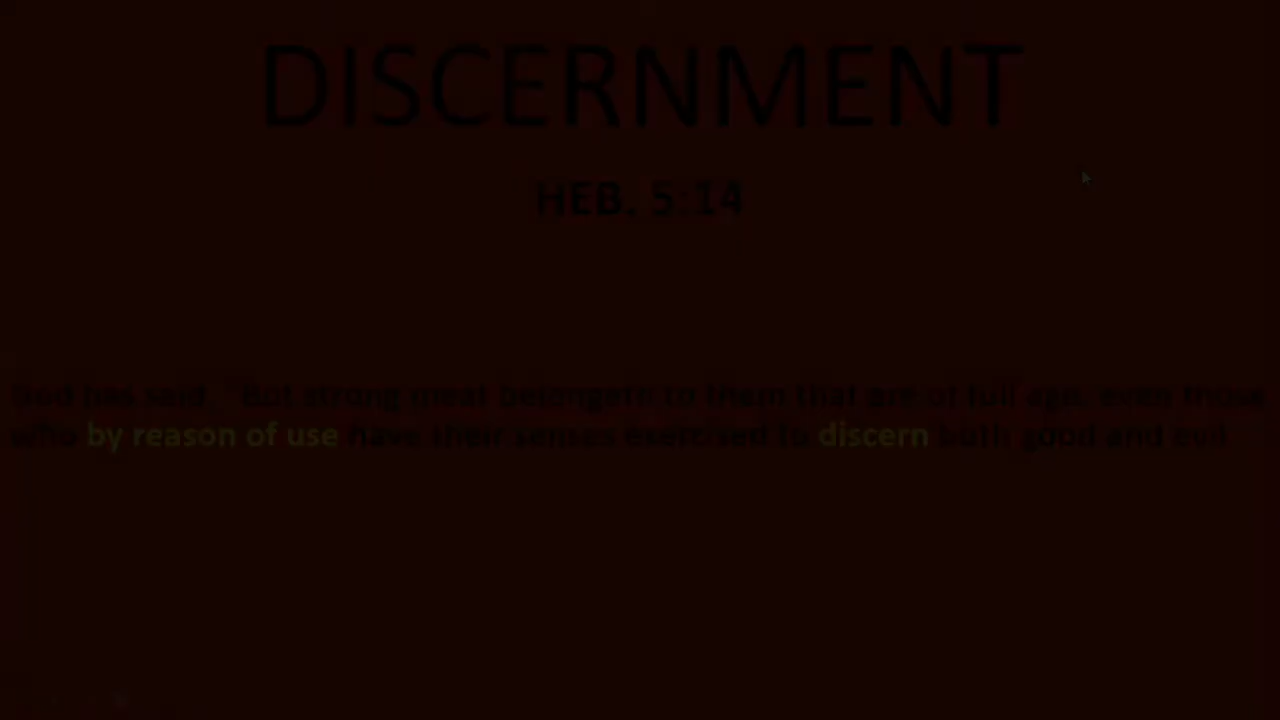 DISCERNMENT
HEB. 5:14
God has said, "But strong meat belongeth to them that are of full age, even those
who by reason of use have their senses exercised to discern both good and evil